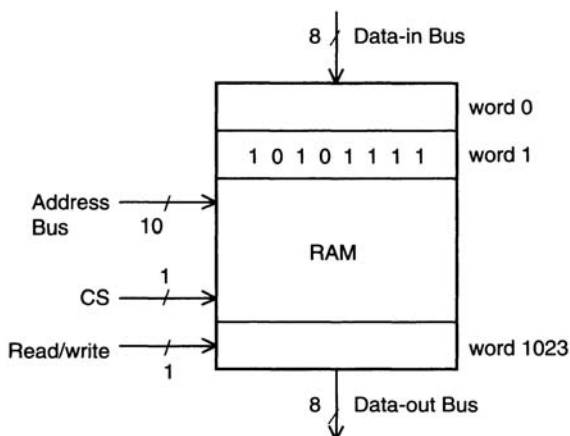 8 Data-in Bus
word 0
1 0 1 0 1 1 1 1 word 1
Address
Bus 10
RAM
1
CS
Read/write
1
word 1023
8 Data-out Bus